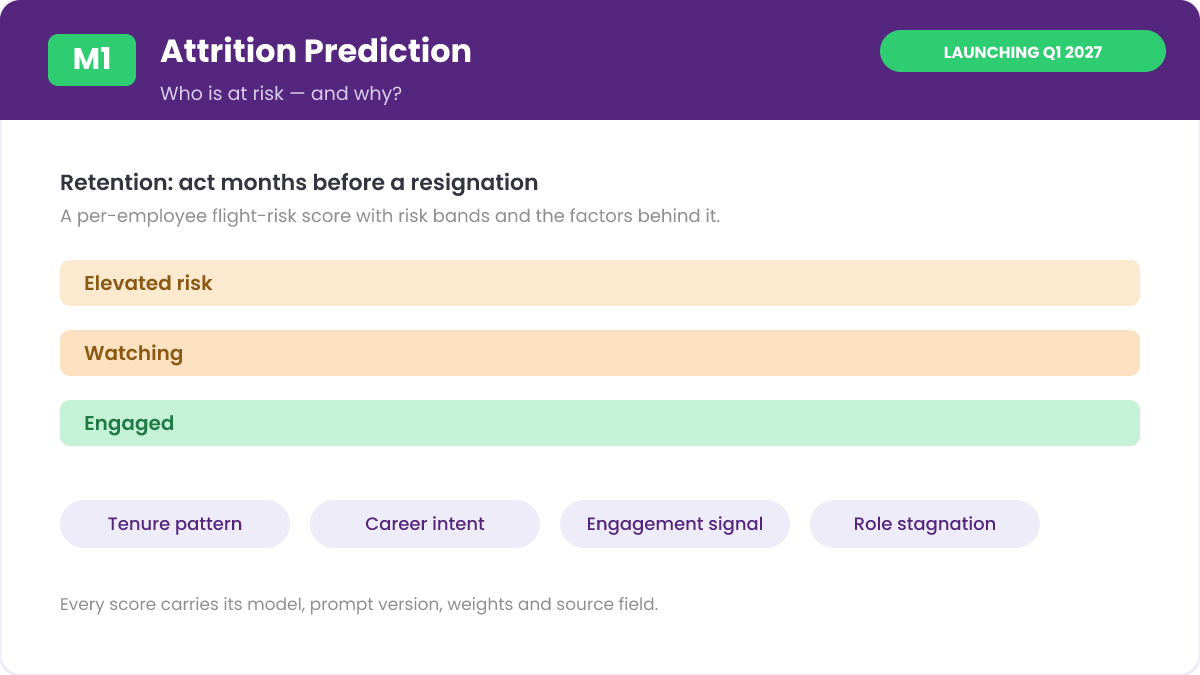 M1
Attrition Prediction
LAUNCHING Q1 2027
Who is at risk — and why?
Retention: act months before a resignation
A per-employee flight-risk score with risk bands and the factors behind it.
Elevated risk
Watching
Engaged
Tenure pattern
Career intent
Engagement signal
Role stagnation
Every score carries its model, prompt version, weights and source field.